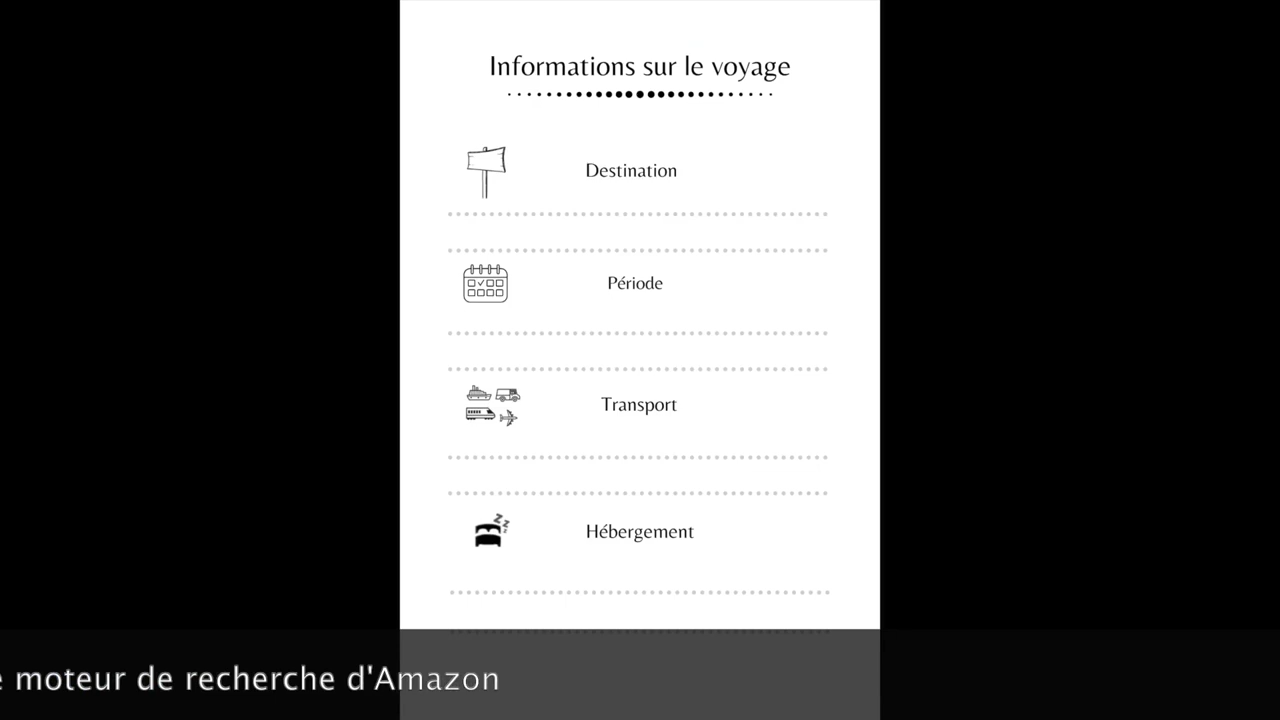 Informations sur le voyage
Destination
Période
Transport
Hébergement
moteur de recherche d'Amazon